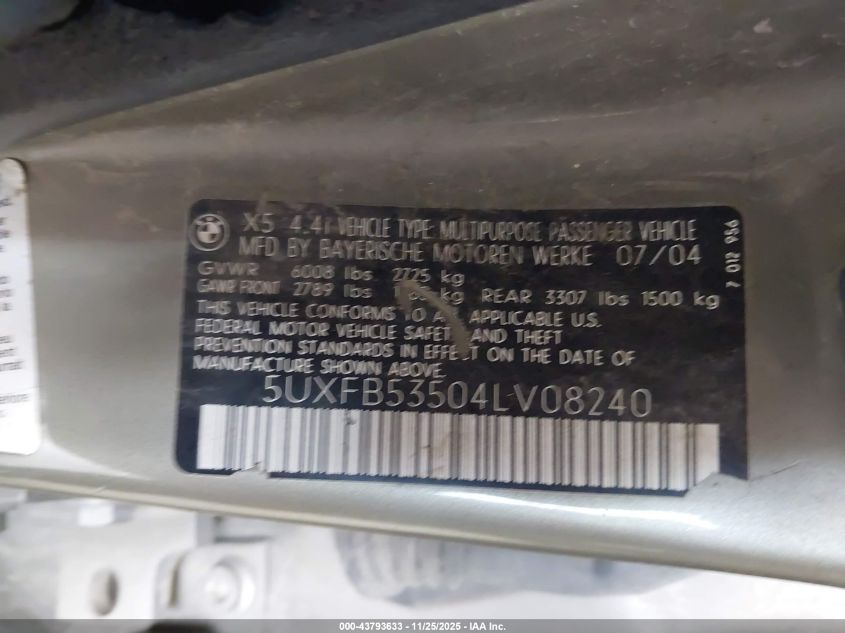 BMW
X5 4.4i VEHICLE TYPE: MULTIPURPOSE PASSENGER VEHICLE
MFD BY BAYERISCHE MOTOREN WERKE 07/04
GVWR 6008 lbs 2725 kg
GAWR FRONT 2789 lbs kg REAR 3307 lbs 1500 kg
THIS VEHICLE CONFORMS TO APPLICABLE U.S.
FEDERAL MOTOR VEHICLE SAFETY AND THEFT
PREVENTION STANDARDS IN EFFECT ON THE DATE OF
MANUFACTURE SHOWN ABOVE.
5UXFB53504LV08240
7 012 956
000-43793633 | 11/25/2025 - IAA Inc.